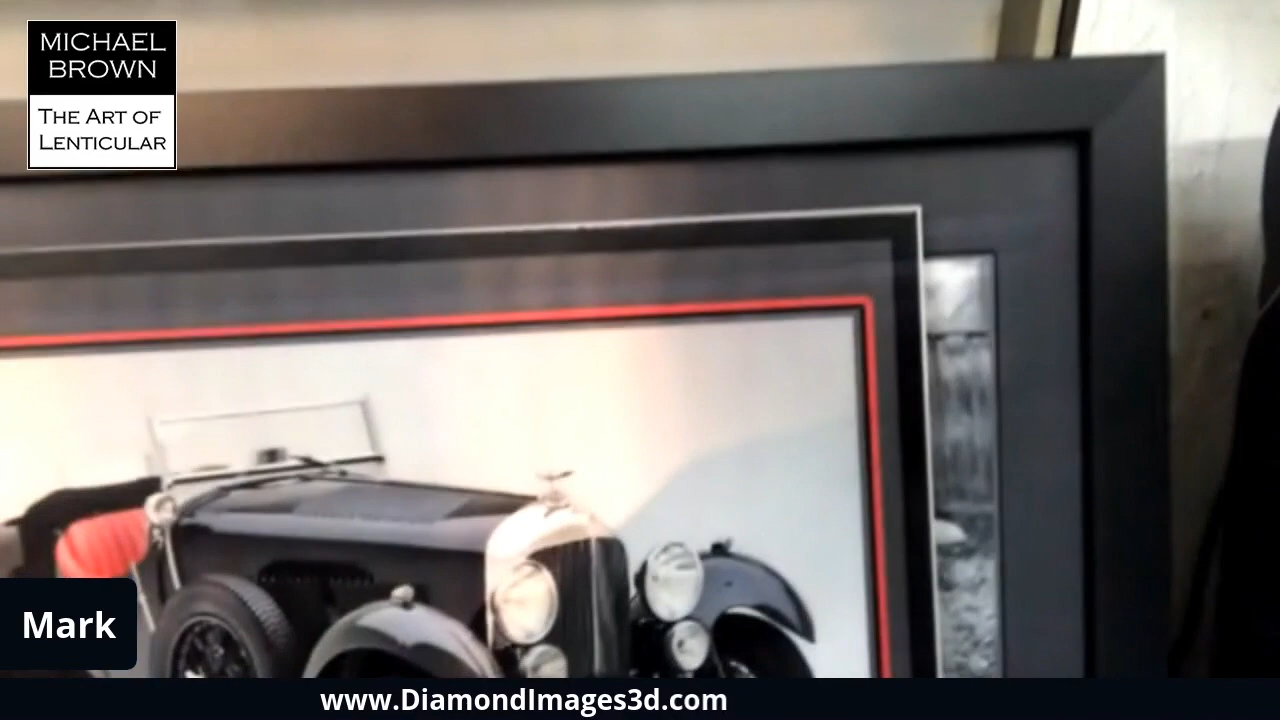 MICHAEL
BROWN
THE ART OF
LENTICULAR
Mark
www.DiamondImages3d.com